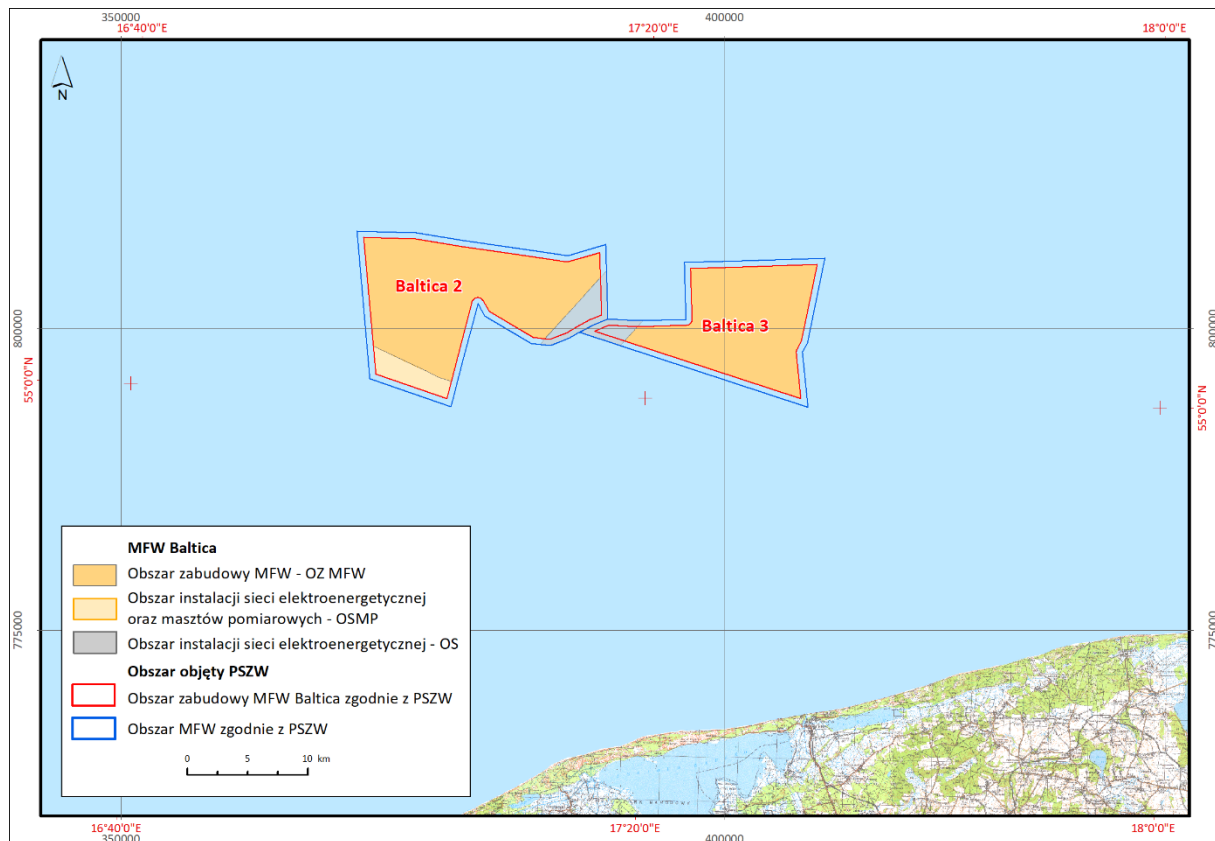 350000
400000
16°40'0"E
17°20'0"E
18°0'0"E
N
Baltica 2
Baltica 3
800000
800000
55°0'0"N
55°0'0"N
MFW Baltica
Obszar zabudowy MFW - OZ MFW
Obszar instalacji sieci elektroenergetycznej
oraz masztów pomiarowych - OSMP
Obszar instalacji sieci elektroenergetycznej - OS
Obszar objęty PSZW
Obszar zabudowy MFW Baltica zgodnie z PSZW
Obszar MFW zgodnie z PSZW
0 5 10 km
775000
775000
16°40'0"E
17°20'0"E
18°0'0"E
350000
400000